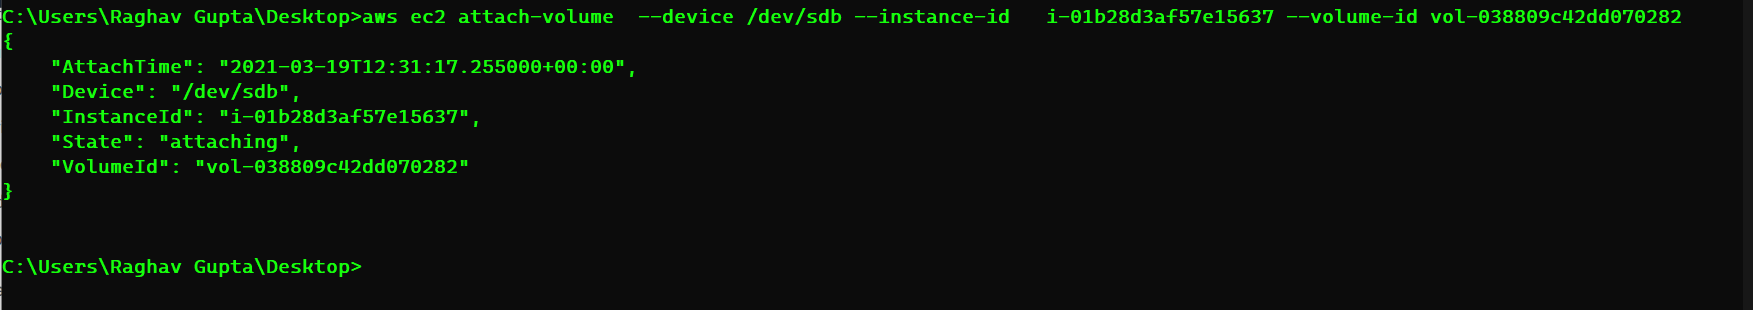 C:\Users\Raghav Gupta\Desktop>aws ec2 attach-volume  --device /dev/sdb --instance-id   i-01b28d3af57e15637 --volume-id vol-038809c42dd070282
{
    "AttachTime": "2021-03-19T12:31:17.255000+00:00",
    "Device": "/dev/sdb",
    "InstanceId": "i-01b28d3af57e15637",
    "State": "attaching",
    "VolumeId": "vol-038809c42dd070282"
}
C:\Users\Raghav Gupta\Desktop>